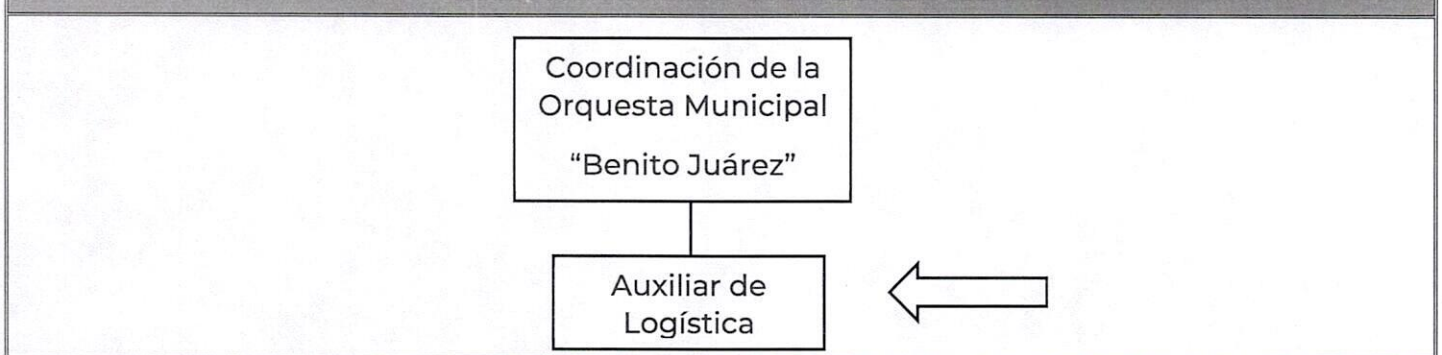 Coordinación de la
Orquesta Municipal
“Benito Juárez”
Auxiliar de
Logística